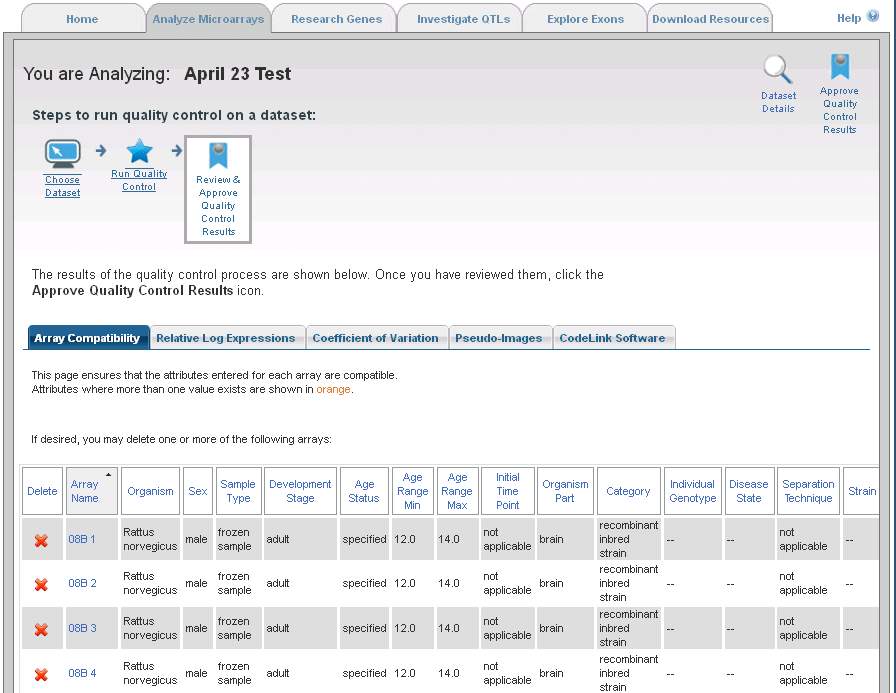 Home Analyze Microarrays Research Genes Investigate QTLs Explore Exons Download Resources Help
You are Analyzing: April 23 Test
Dataset
Details
Approve
Quality
Control
Results
Steps to run quality control on a dataset:
Choose
Dataset
Run Quality
Control
Review &
Approve
Quality
Control
Results
The results of the quality control process are shown below. Once you have reviewed them, click the
Approve Quality Control Results icon.
Array Compatibility Relative Log Expressions Coefficient of Variation Pseudo-Images CodeLink Software
This page ensures that the attributes entered for each array are compatible.
Attributes where more than one value exists are shown in orange.
If desired, you may delete one or more of the following arrays:
Delete
Array
Name
Organism
Sex
Sample
Type
Development
Stage
Age
Status
Age
Range
Min
Age
Range
Max
Initial
Time
Point
Organism
Part
Category
Individual
Genotype
Disease
State
Separation
Technique
Strain
08B 1
Rattus
norvegicus
male
frozen
sample
adult
specified
12.0
14.0
not
applicable
brain
recombinant
inbred
strain
--
--
not
applicable
--
08B 2
Rattus
norvegicus
male
frozen
sample
adult
specified
12.0
14.0
not
applicable
brain
recombinant
inbred
strain
--
--
not
applicable
--
08B 3
Rattus
norvegicus
male
frozen
sample
adult
specified
12.0
14.0
not
applicable
brain
recombinant
inbred
strain
--
--
not
applicable
--
08B 4
Rattus
norvegicus
male
frozen
sample
adult
specified
12.0
14.0
not
applicable
brain
recombinant
inbred
strain
--
--
not
applicable
--